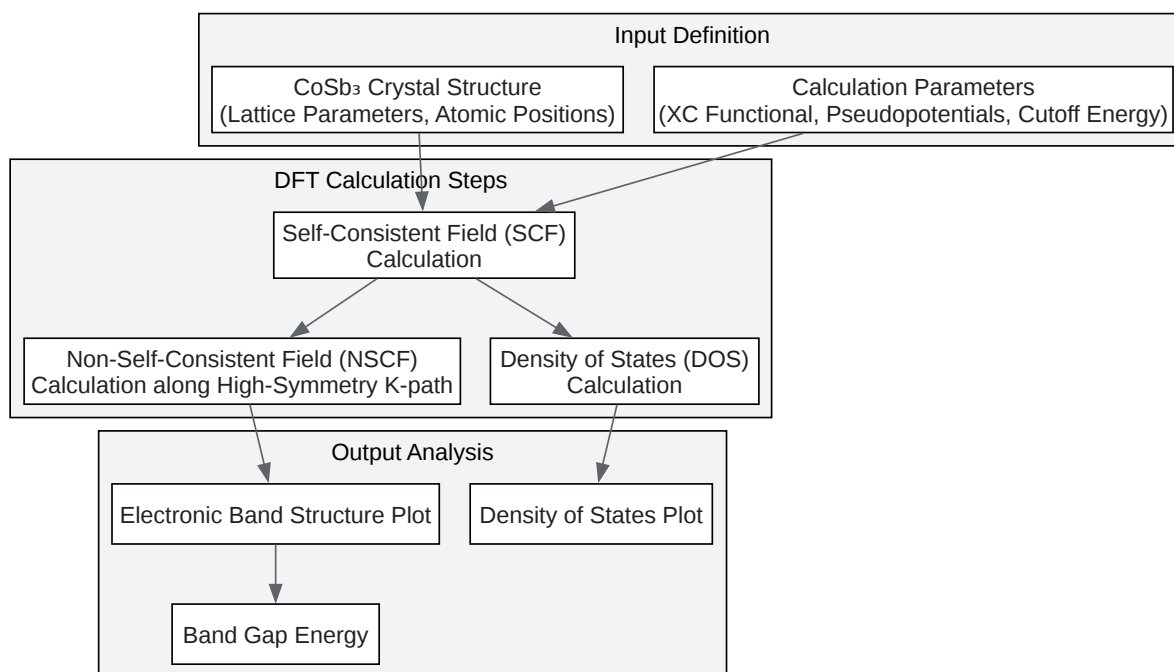 Input Definition
CoSb₃ Crystal Structure
(Lattice Parameters, Atomic Positions)
Calculation Parameters
(XC Functional, Pseudopotentials, Cutoff Energy)
DFT Calculation Steps
Self-Consistent Field (SCF)
Calculation
Non-Self-Consistent Field (NSCF)
Calculation along High-Symmetry K-path
Density of States (DOS)
Calculation
Output Analysis
Electronic Band Structure Plot
Density of States Plot
Band Gap Energy